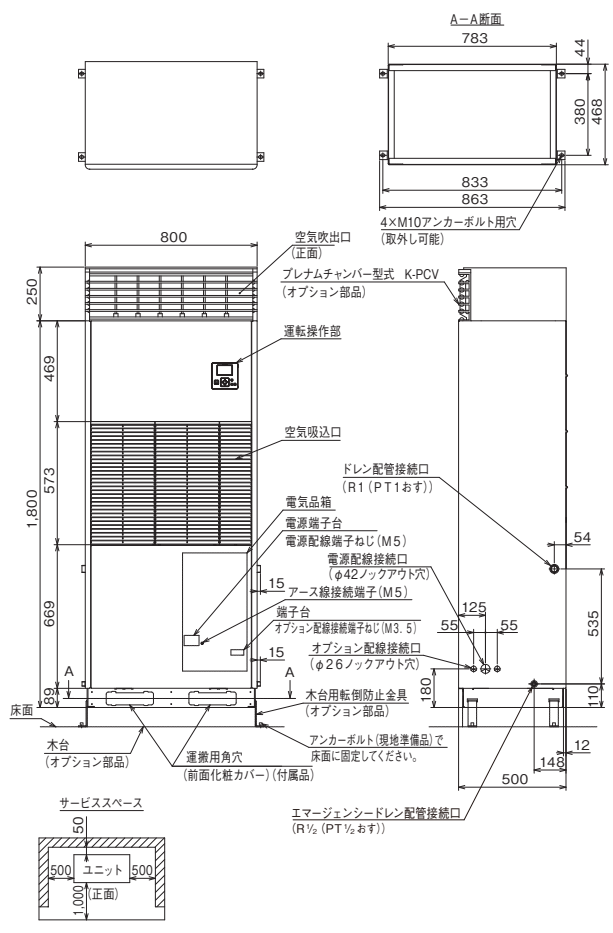 A－A断面
783
44
380
468
833
863
4×M10アンカーボルト用穴
(取外し可能)
800
空気吹出口
(正面)
プレナムチャンバー型式 K-PCV
(オプション部品)
250
運転操作部
469
空気吸込口
573
1,800
ドレン配管接続口
(R1(PT1おす))
電気品箱
電源端子台
電源配線端子ねじ(M5)
54
電源配線接続口
(φ42ノックアウト穴)
15
アース線接続端子(M5)
125
535
669
端子台
オプション配線接続端子ねじ(M3.5)
55
55
15
オプション配線接続口
(φ26ノックアウト穴)
A
A
89
180
110
木台用転倒防止金具
(オプション部品)
床面
12
148
木台
(オプション部品)
運搬用角穴
(前面化粧カバー)(付属品)
アンカーボルト(現地準備品)で
床面に固定してください。
500
サービススペース
エマージェンシードレン配管接続口
(R½(PT½おす))
50
500
ユニット
500
(正面)
1,000